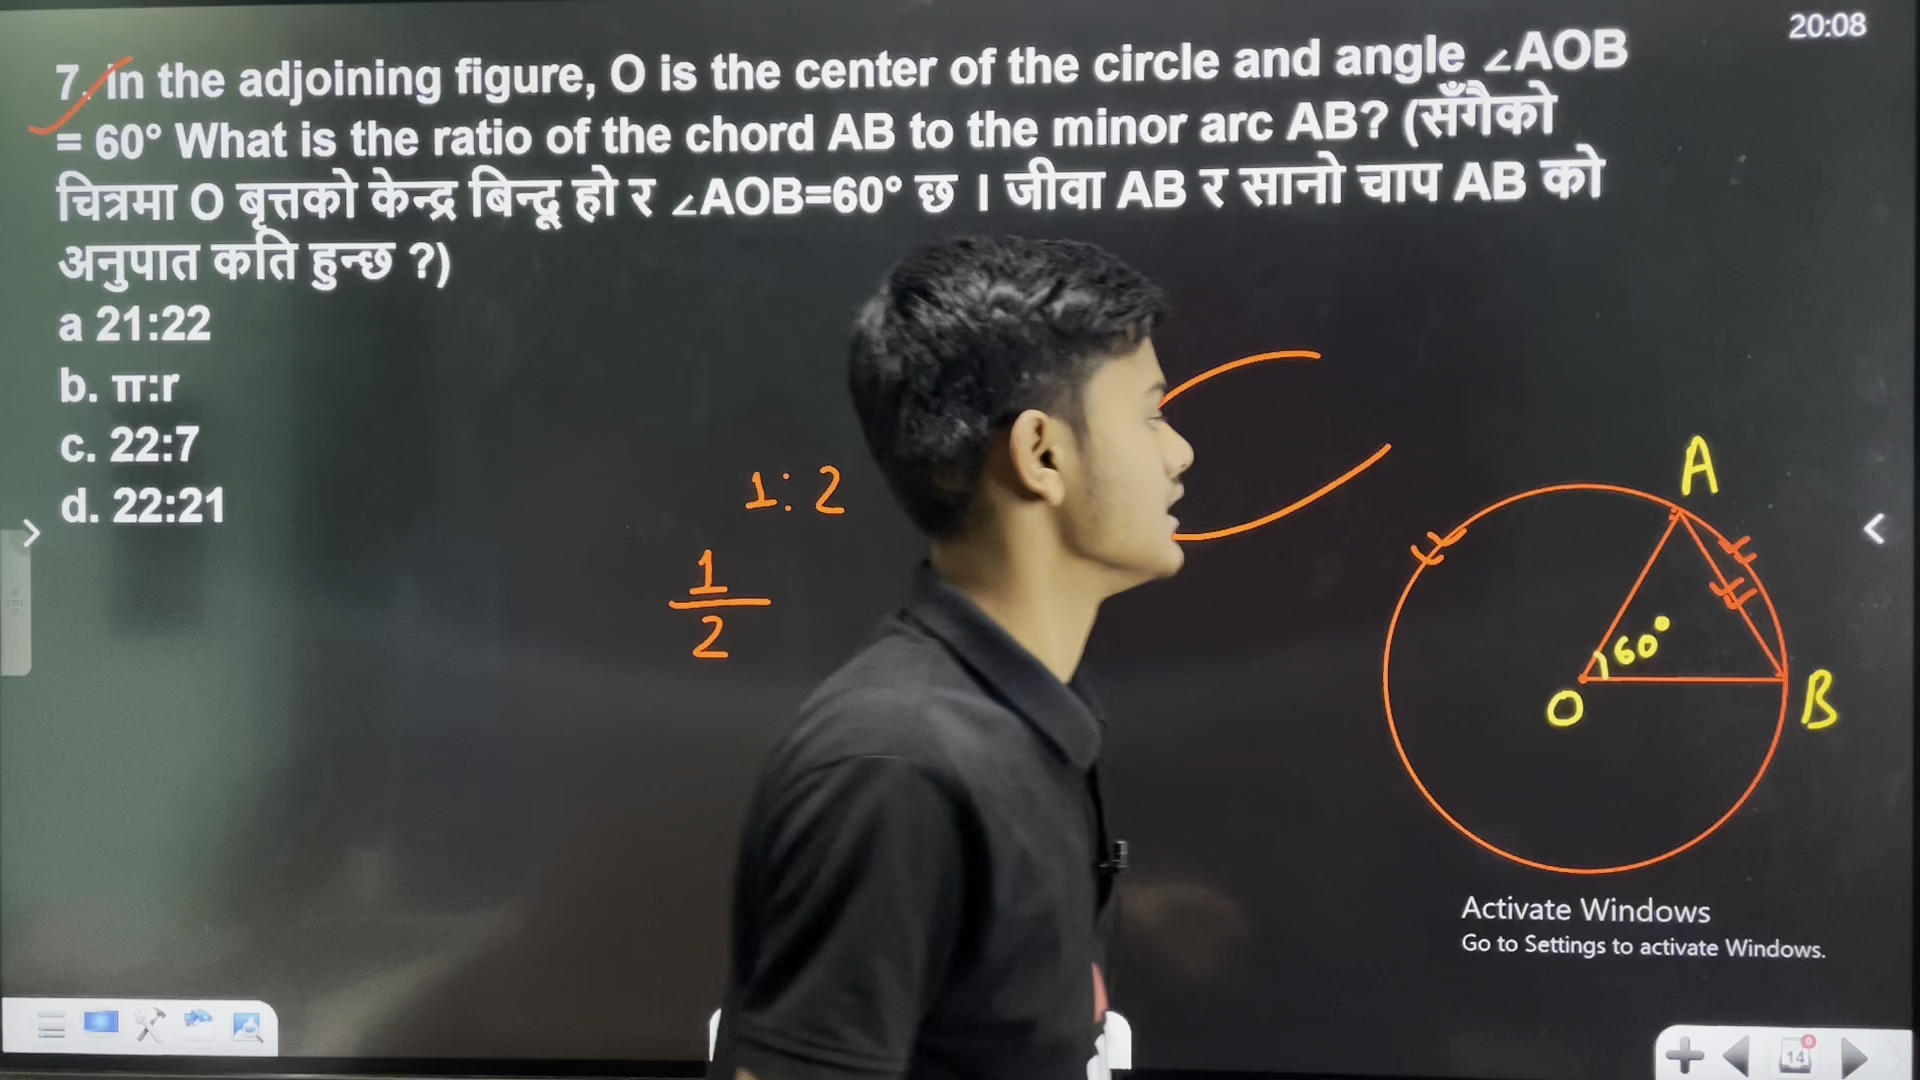 20:08
7. In the adjoining figure, O is the center of the circle and angle ∠AOB
= 60° What is the ratio of the chord AB to the minor arc AB? (सँगैको
चित्रमा O बृत्तको केन्द्र बिन्दू हो र ∠AOB=60° छ । जीवा AB र सानो चाप AB को
अनुपात कति हुन्छ ?)
a 21:22
b. π:r
c. 22:7
d. 22:21
1:2
1
2
A
60°
O
B
Activate Windows
Go to Settings to activate Windows.
14